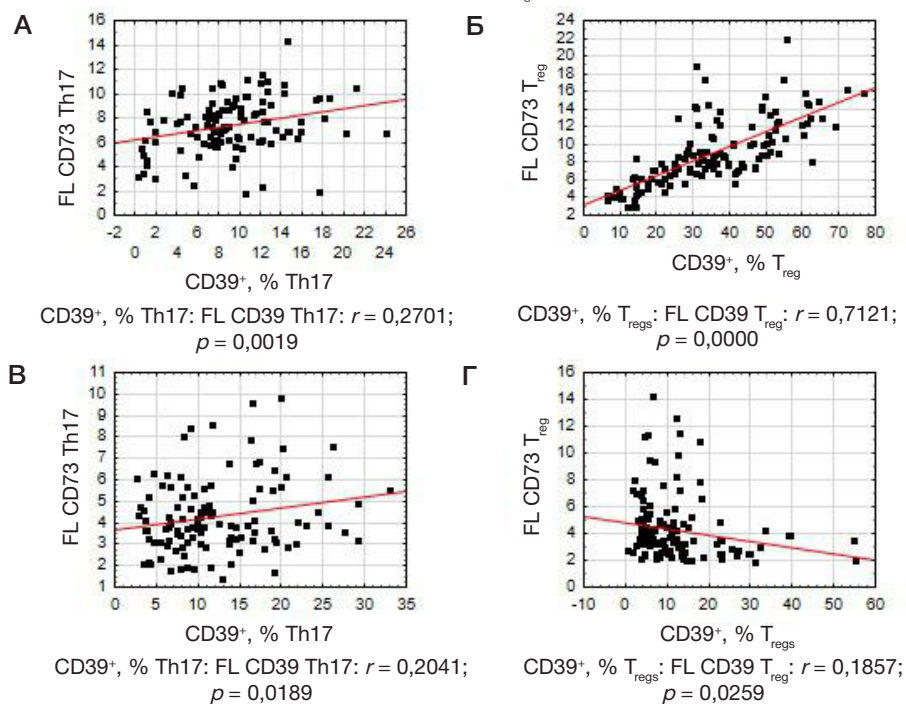 А
FL CD73 Th17
16
14
12
10
8
6
4
2
0
-2 2 6 10 14 18 22 26
0 4 8 12 16 20 24
CD39+, % Th17
CD39+, % Th17: FL CD39 Th17: r = 0,2701;
p = 0,0019
Б
FL CD73 Treg
24
22
20
18
16
14
12
10
8
6
4
2
0 10 20 30 40 50 60 70 80
CD39+, % Treg
CD39+, % Tregs: FL CD39 Treg: r = 0,7121;
p = 0,0000
В
FL CD73 Th17
11
10
9
8
7
6
5
4
3
2
1
0 5 10 15 20 25 30 35
CD39+, % Th17
CD39+, % Th17: FL CD39 Th17: r = 0,2041;
p = 0,0189
Г
FL CD73 Treg
16
14
12
10
8
6
4
2
0
-10 0 10 20 30 40 50 60
CD39+, % Tregs
CD39+, % Tregs: FL CD39 Treg: r = 0,1857;
p = 0,0259